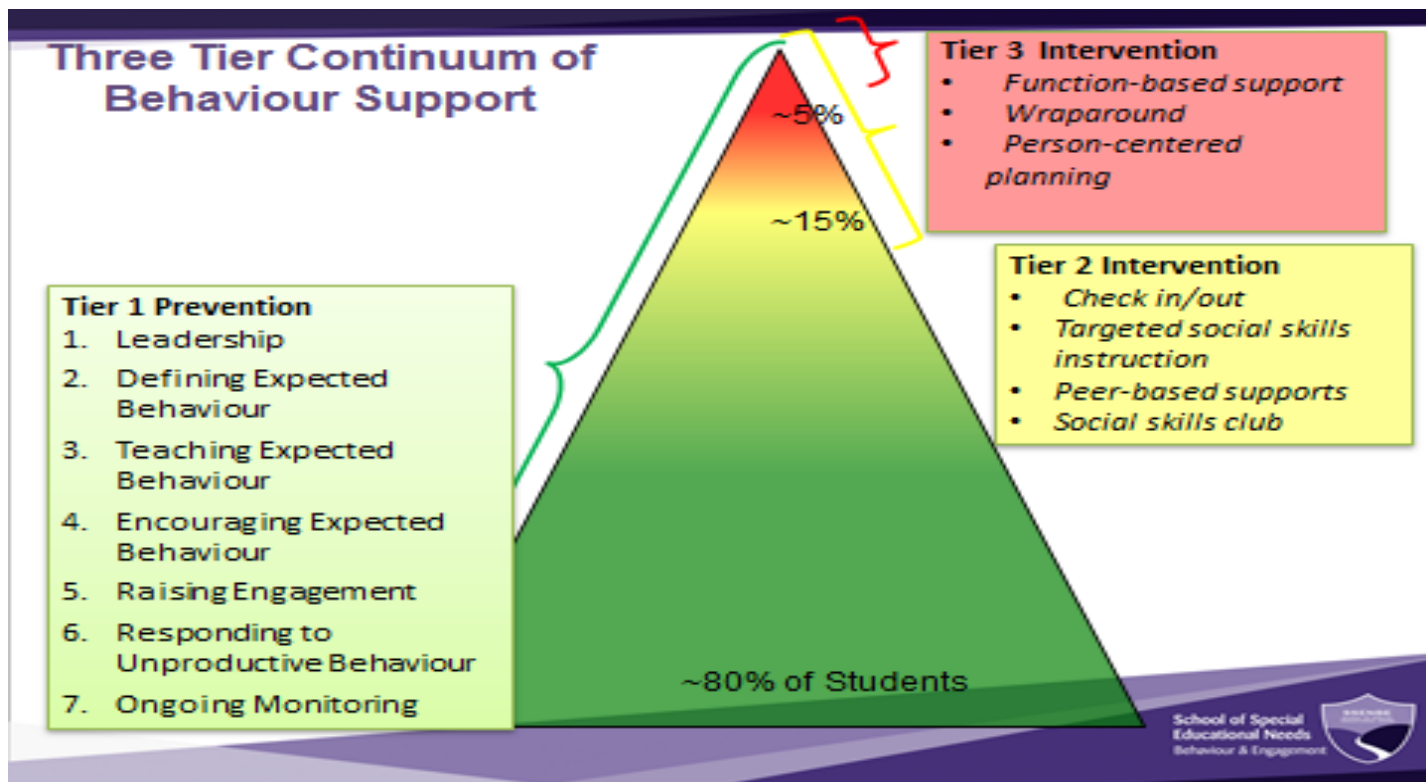 Three Tier Continuum of
Behaviour Support
~5%
~15%
~80% of Students
Tier 3 Intervention
• Function-based support
• Wraparound
• Person-centered
planning
Tier 2 Intervention
• Check in/out
• Targeted social skills
instruction
• Peer-based supports
• Social skills club
Tier 1 Prevention
1. Leadership
2. Defining Expected
Behaviour
3. Teaching Expected
Behaviour
4. Encouraging Expected
Behaviour
5. Raising Engagement
6. Responding to
Unproductive Behaviour
7. Ongoing Monitoring
School of Special
Educational Needs
Behaviour & Engagement